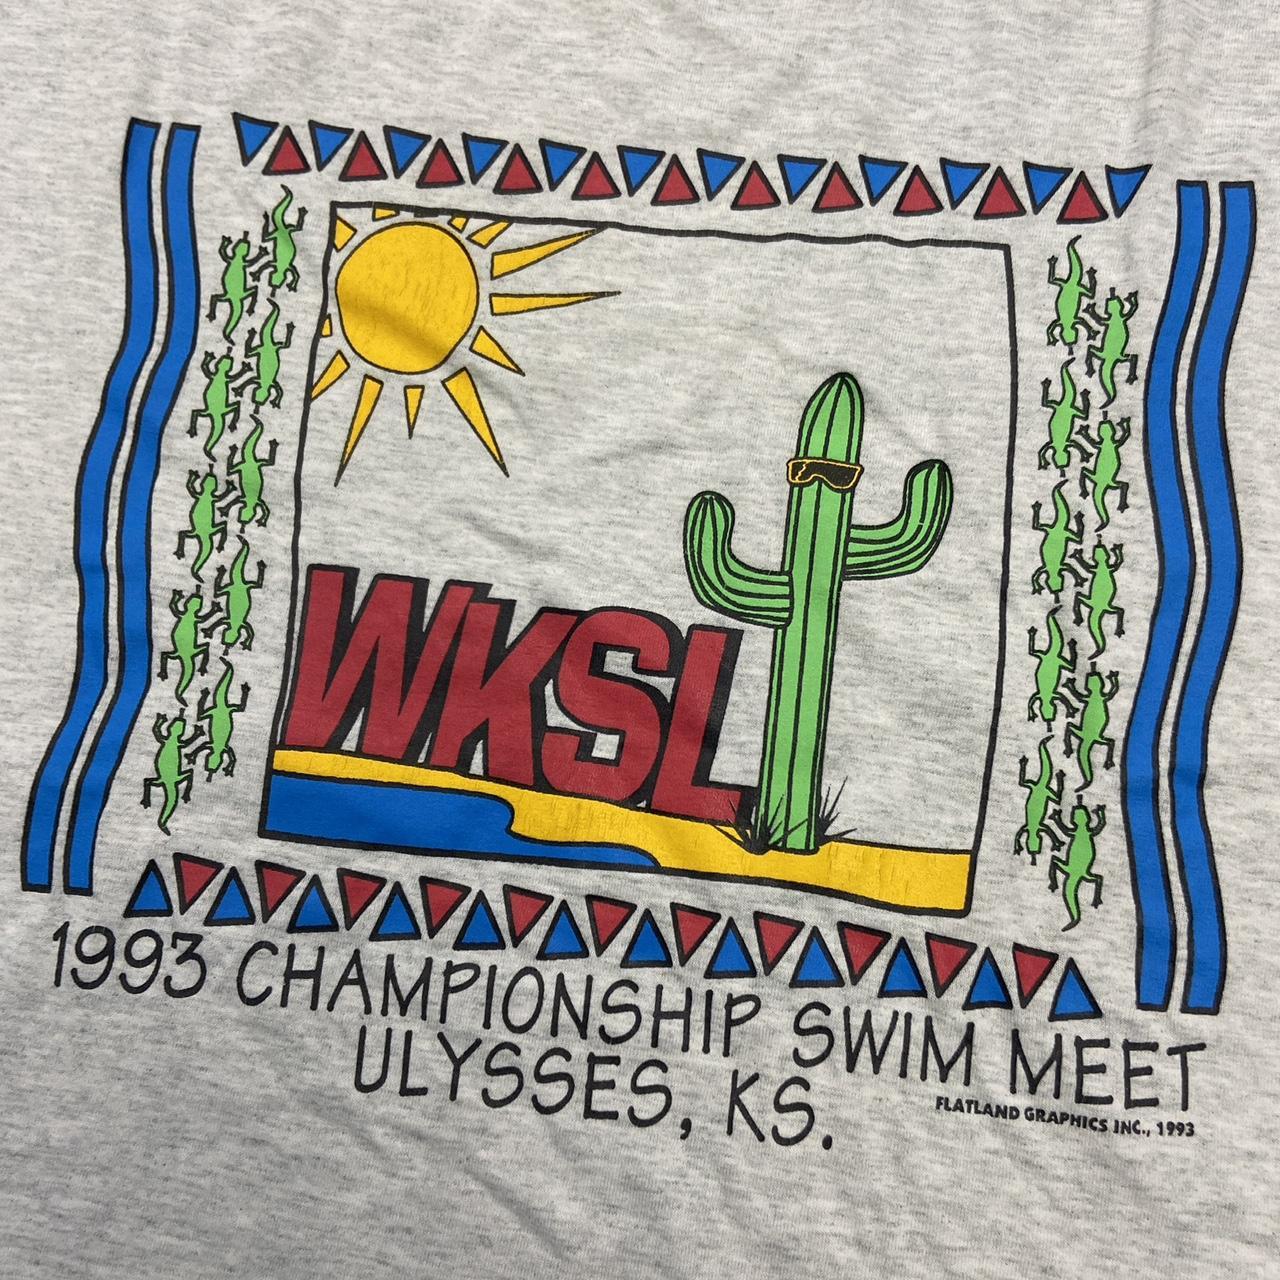 WKSL
1993 CHAMPIONSHIP SWIM MEET
ULYSSES, KS.
FLATLAND GRAPHICS INC., 1993